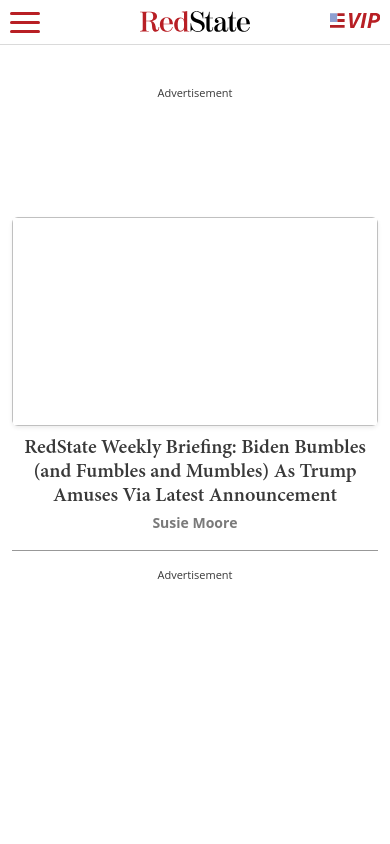 RedState
VIP
Advertisement
RedState Weekly Briefing: Biden Bumbles
(and Fumbles and Mumbles) As Trump
Amuses Via Latest Announcement
Susie Moore
Advertisement